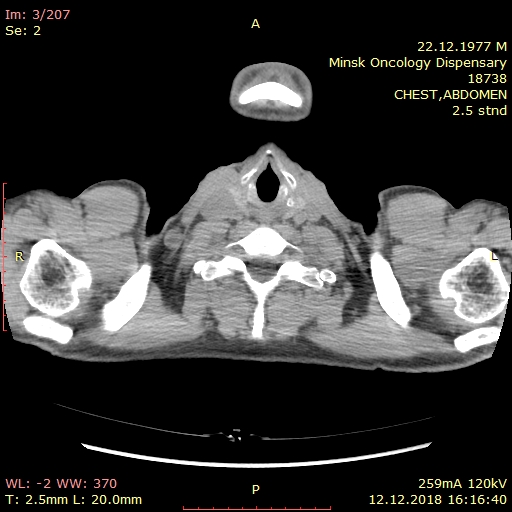 Im: 3/207
Se: 2
A
22.12.1977 M
Minsk Oncology Dispensary
18738
CHEST,ABDOMEN
2.5 stnd
R
L
WL: -2 WW: 370
T: 2.5mm L: 20.0mm
P
259mA 120kV
12.12.2018 16:16:40